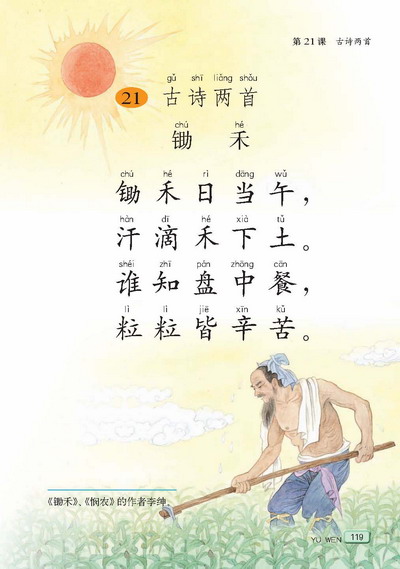 第21课 古诗两首
gǔ shī liǎng shǒu
21 古诗两首
chú hé
锄 禾
chú hé rì dāng wǔ
锄禾日当午，
hàn dī hé xià tǔ
汗滴禾下土。
shéi zhī pán zhōng cān
谁知盘中餐，
lì lì jiē xīn kǔ
粒粒皆辛苦。
《锄禾》、《悯农》的作者李绅。
YU WEN 119